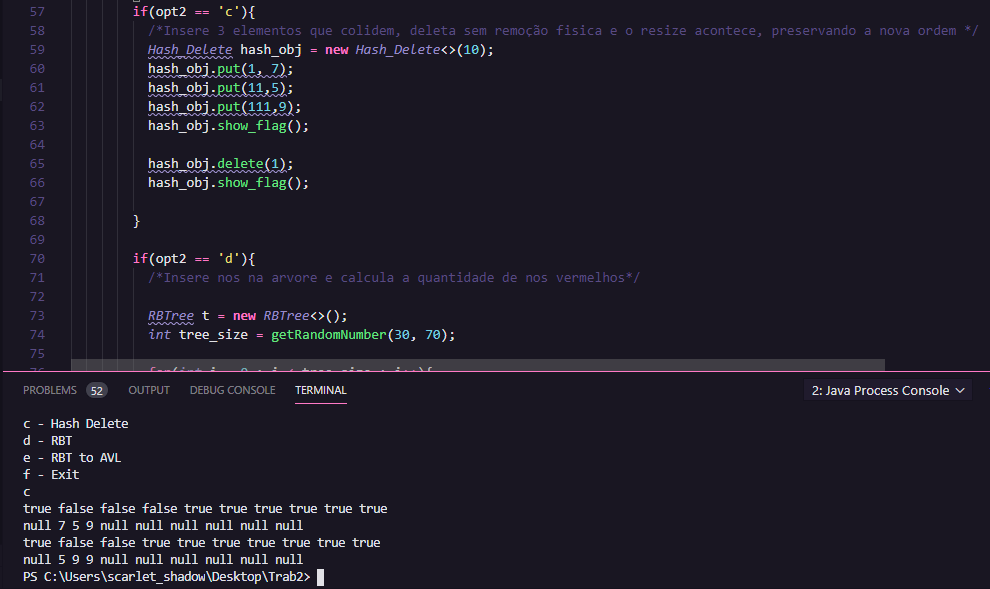 57 if(opt2 == 'c'){
58 /*Insere 3 elementos que colidem, deleta sem remoção fisica e o resize acontece, preservando a nova ordem */
59 Hash_Delete hash_obj = new Hash_Delete<>(10);
60 hash_obj.put(1, 7);
61 hash_obj.put(11,5);
62 hash_obj.put(111,9);
63 hash_obj.show_flag();
64
65 hash_obj.delete(1);
66 hash_obj.show_flag();
67
68 }
69
70 if(opt2 == 'd'){
71 /*Insere nos na arvore e calcula a quantidade de nos vermelhos*/
72
73 RBTree t = new RBTree<>();
74 int tree_size = getRandomNumber(30, 70);
75
76 for(int i = 0 ; i < tree_size ; i++){
PROBLEMS 52 OUTPUT DEBUG CONSOLE TERMINAL 2: Java Process Console
c - Hash Delete
d - RBT
e - RBT to AVL
f - Exit
c
true false false false true true true true true true
null 7 5 9 null null null null null null
true false false true true true true true true true
null 5 9 9 null null null null null null
PS C:\Users\scarlet_shadow\Desktop\Trab2>